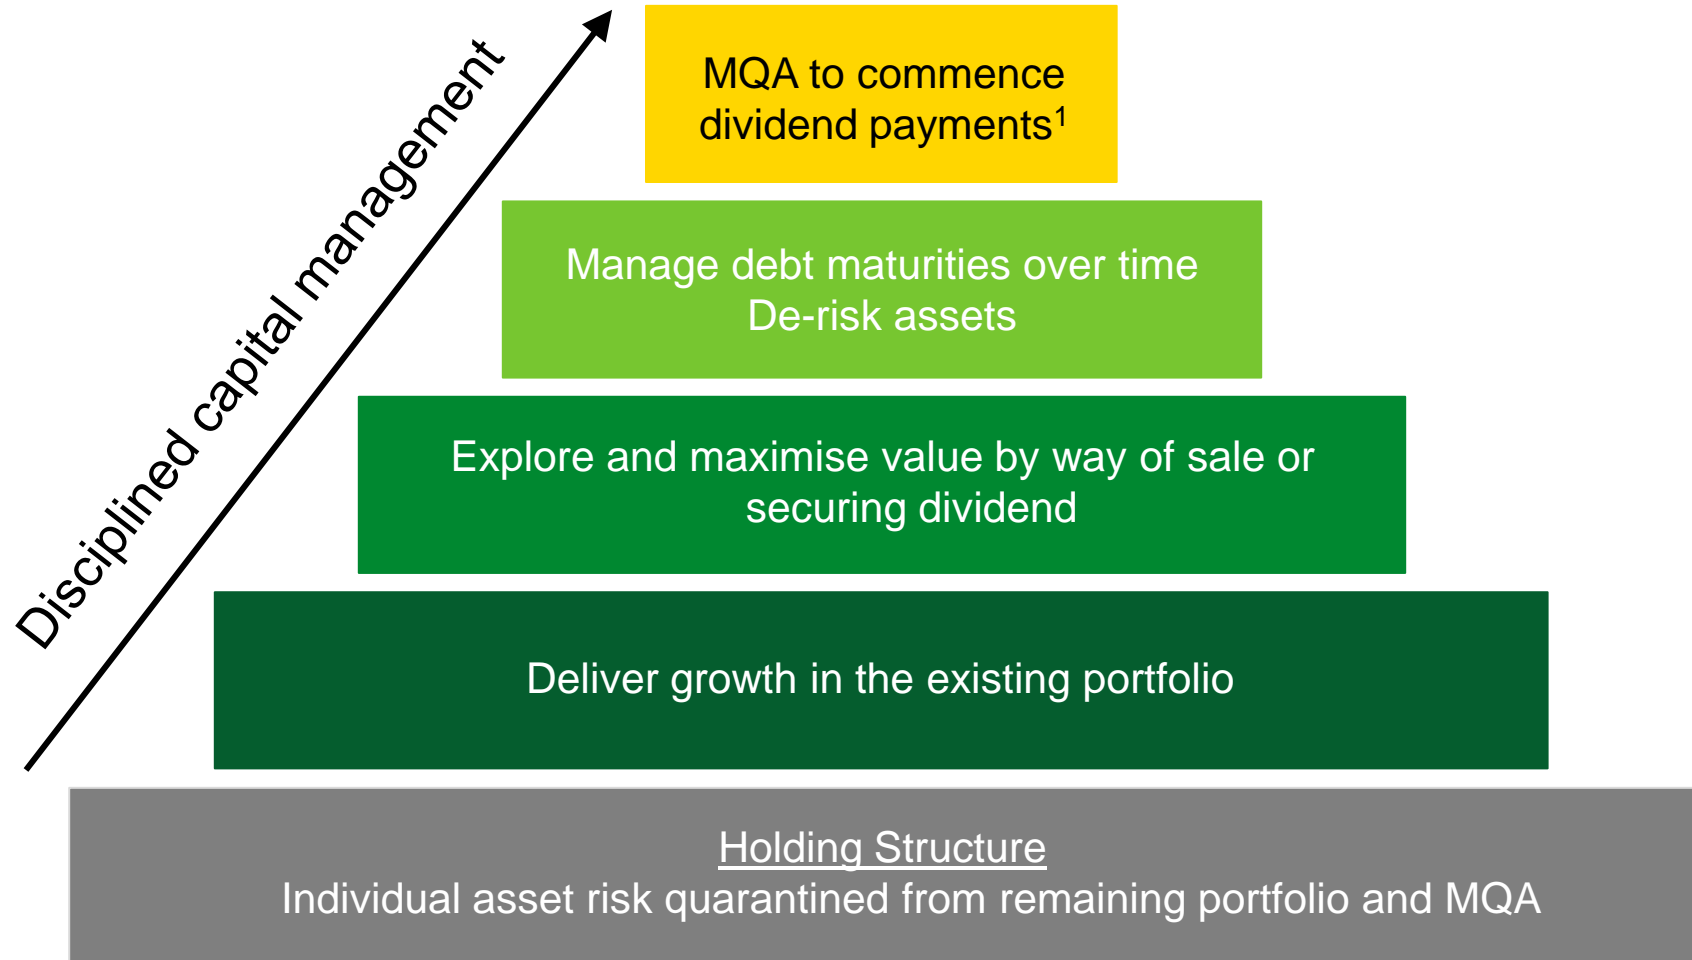 Disciplined capital management
MQA to commence
dividend payments¹
Manage debt maturities over time
De-risk assets
Explore and maximise value by way of sale or
securing dividend
Deliver growth in the existing portfolio
Holding Structure
Individual asset risk quarantined from remaining portfolio and MQA